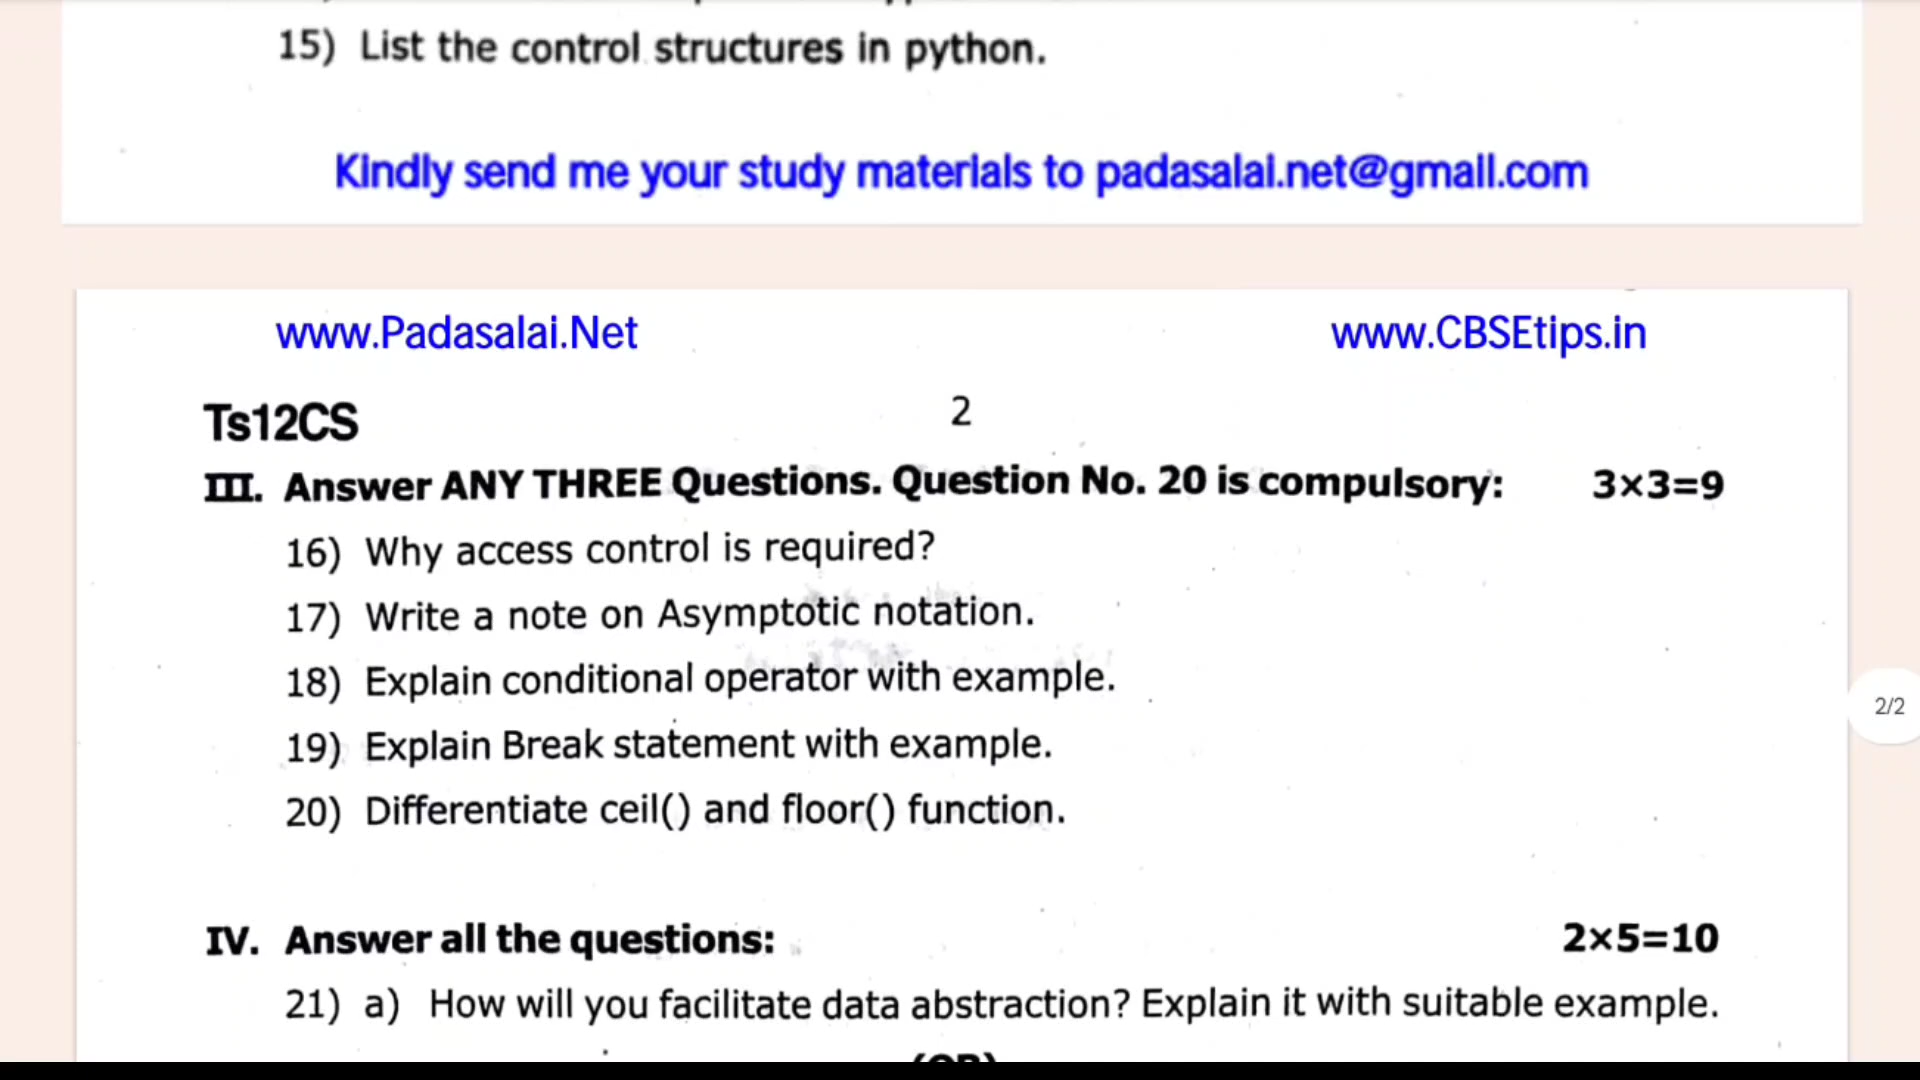 15) List the control structures in python.
Kindly send me your study materials to padasalai.net@gmail.com
www.Padasalai.Net www.CBSEtips.in
Ts12CS 2
III. Answer ANY THREE Questions. Question No. 20 is compulsory: 3×3=9
16) Why access control is required?
17) Write a note on Asymptotic notation.
18) Explain conditional operator with example.
19) Explain Break statement with example.
20) Differentiate ceil() and floor() function.
2/2
IV. Answer all the questions: 2×5=10
21) a) How will you facilitate data abstraction? Explain it with suitable example.
(OR)